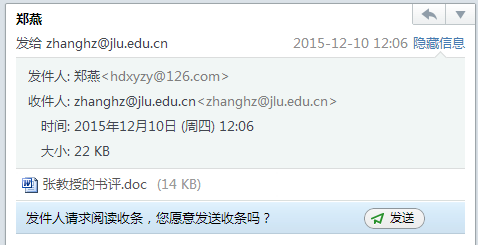 郑燕
发给 zhanghz@jlu.edu.cn 2015-12-10 12:06 隐藏信息
发件人: 郑燕<hdxyzy@126.com>
收件人: zhanghz@jlu.edu.cn<zhanghz@jlu.edu.cn>
时间: 2015年12月10日 (周四) 12:06
大小: 22 KB
张教授的书评.doc (14 KB)
发件人请求阅读收条，您愿意发送收条吗？ 发送